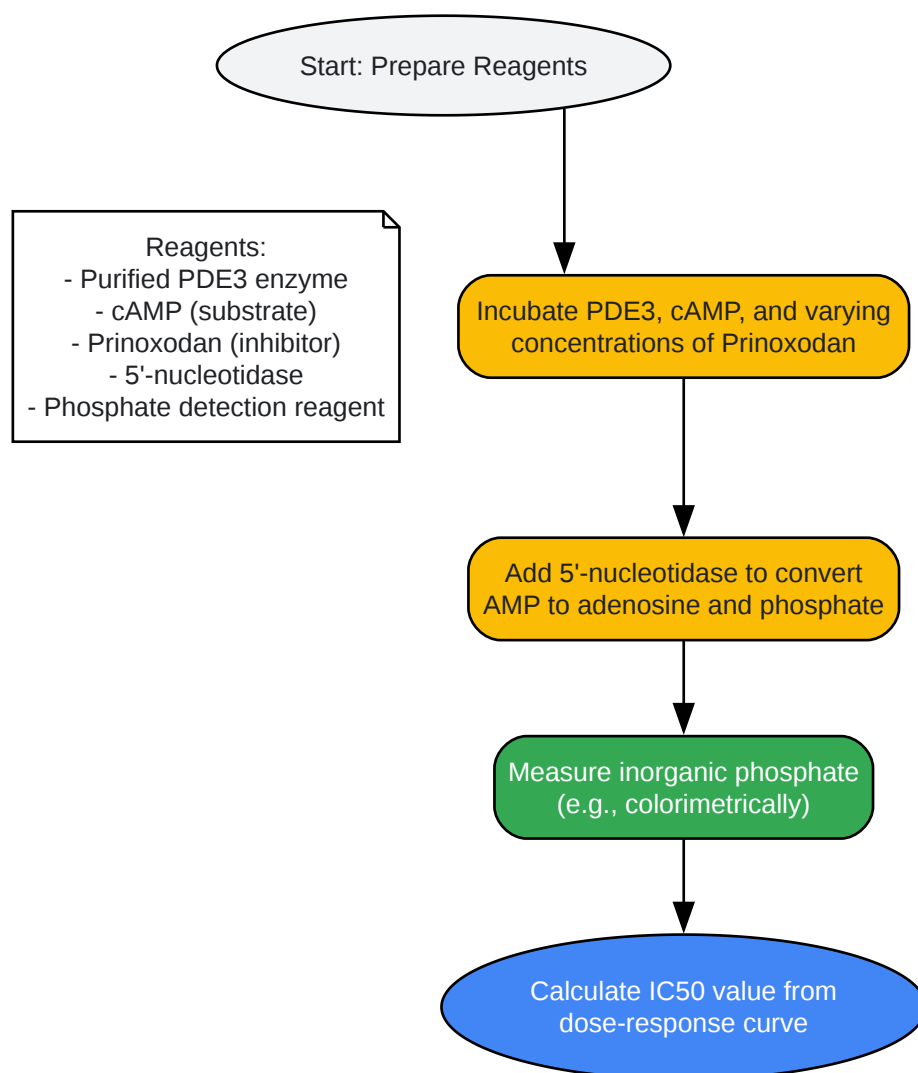 Start: Prepare Reagents
Reagents:
- Purified PDE3 enzyme
- cAMP (substrate)
- Prinoxodan (inhibitor)
- 5'-nucleotidase
- Phosphate detection reagent
Incubate PDE3, cAMP, and varying
concentrations of Prinoxodan
Add 5'-nucleotidase to convert
AMP to adenosine and phosphate
Measure inorganic phosphate
(e.g., colorimetrically)
Calculate IC50 value from
dose-response curve